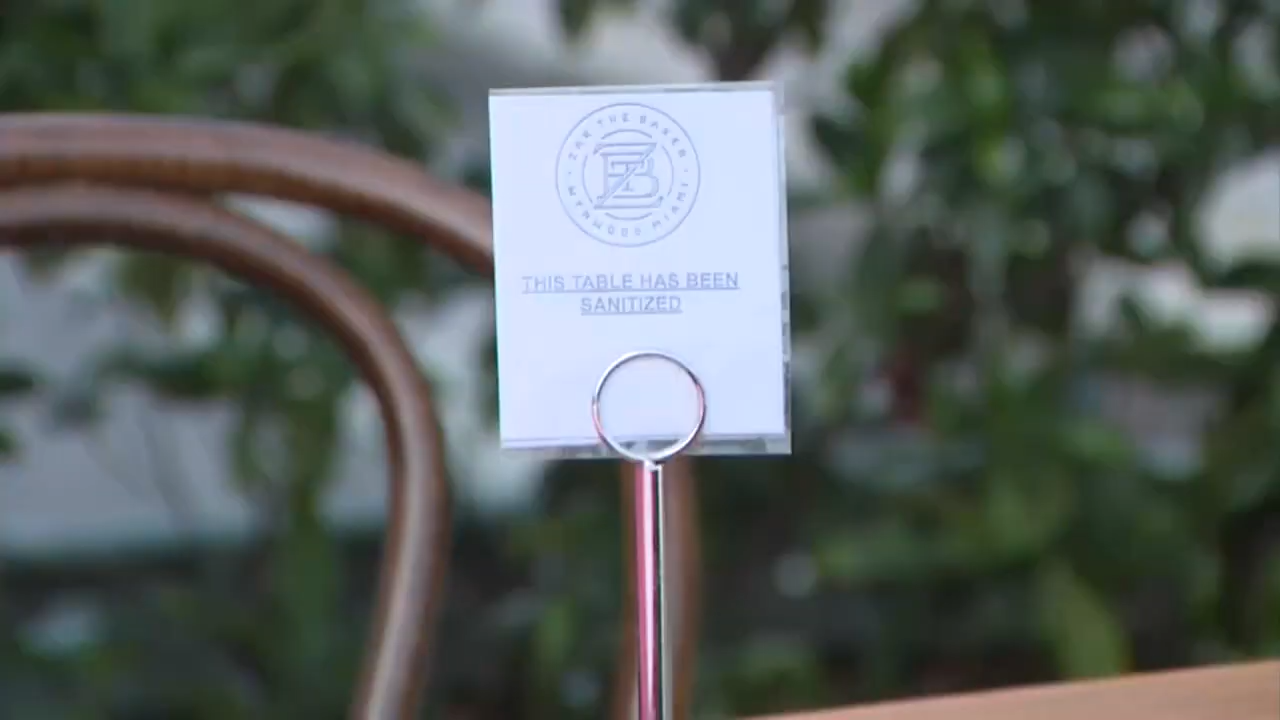 ZAK THE BAKER
WYNWOOD MIAMI
THIS TABLE HAS BEEN
SANITIZED